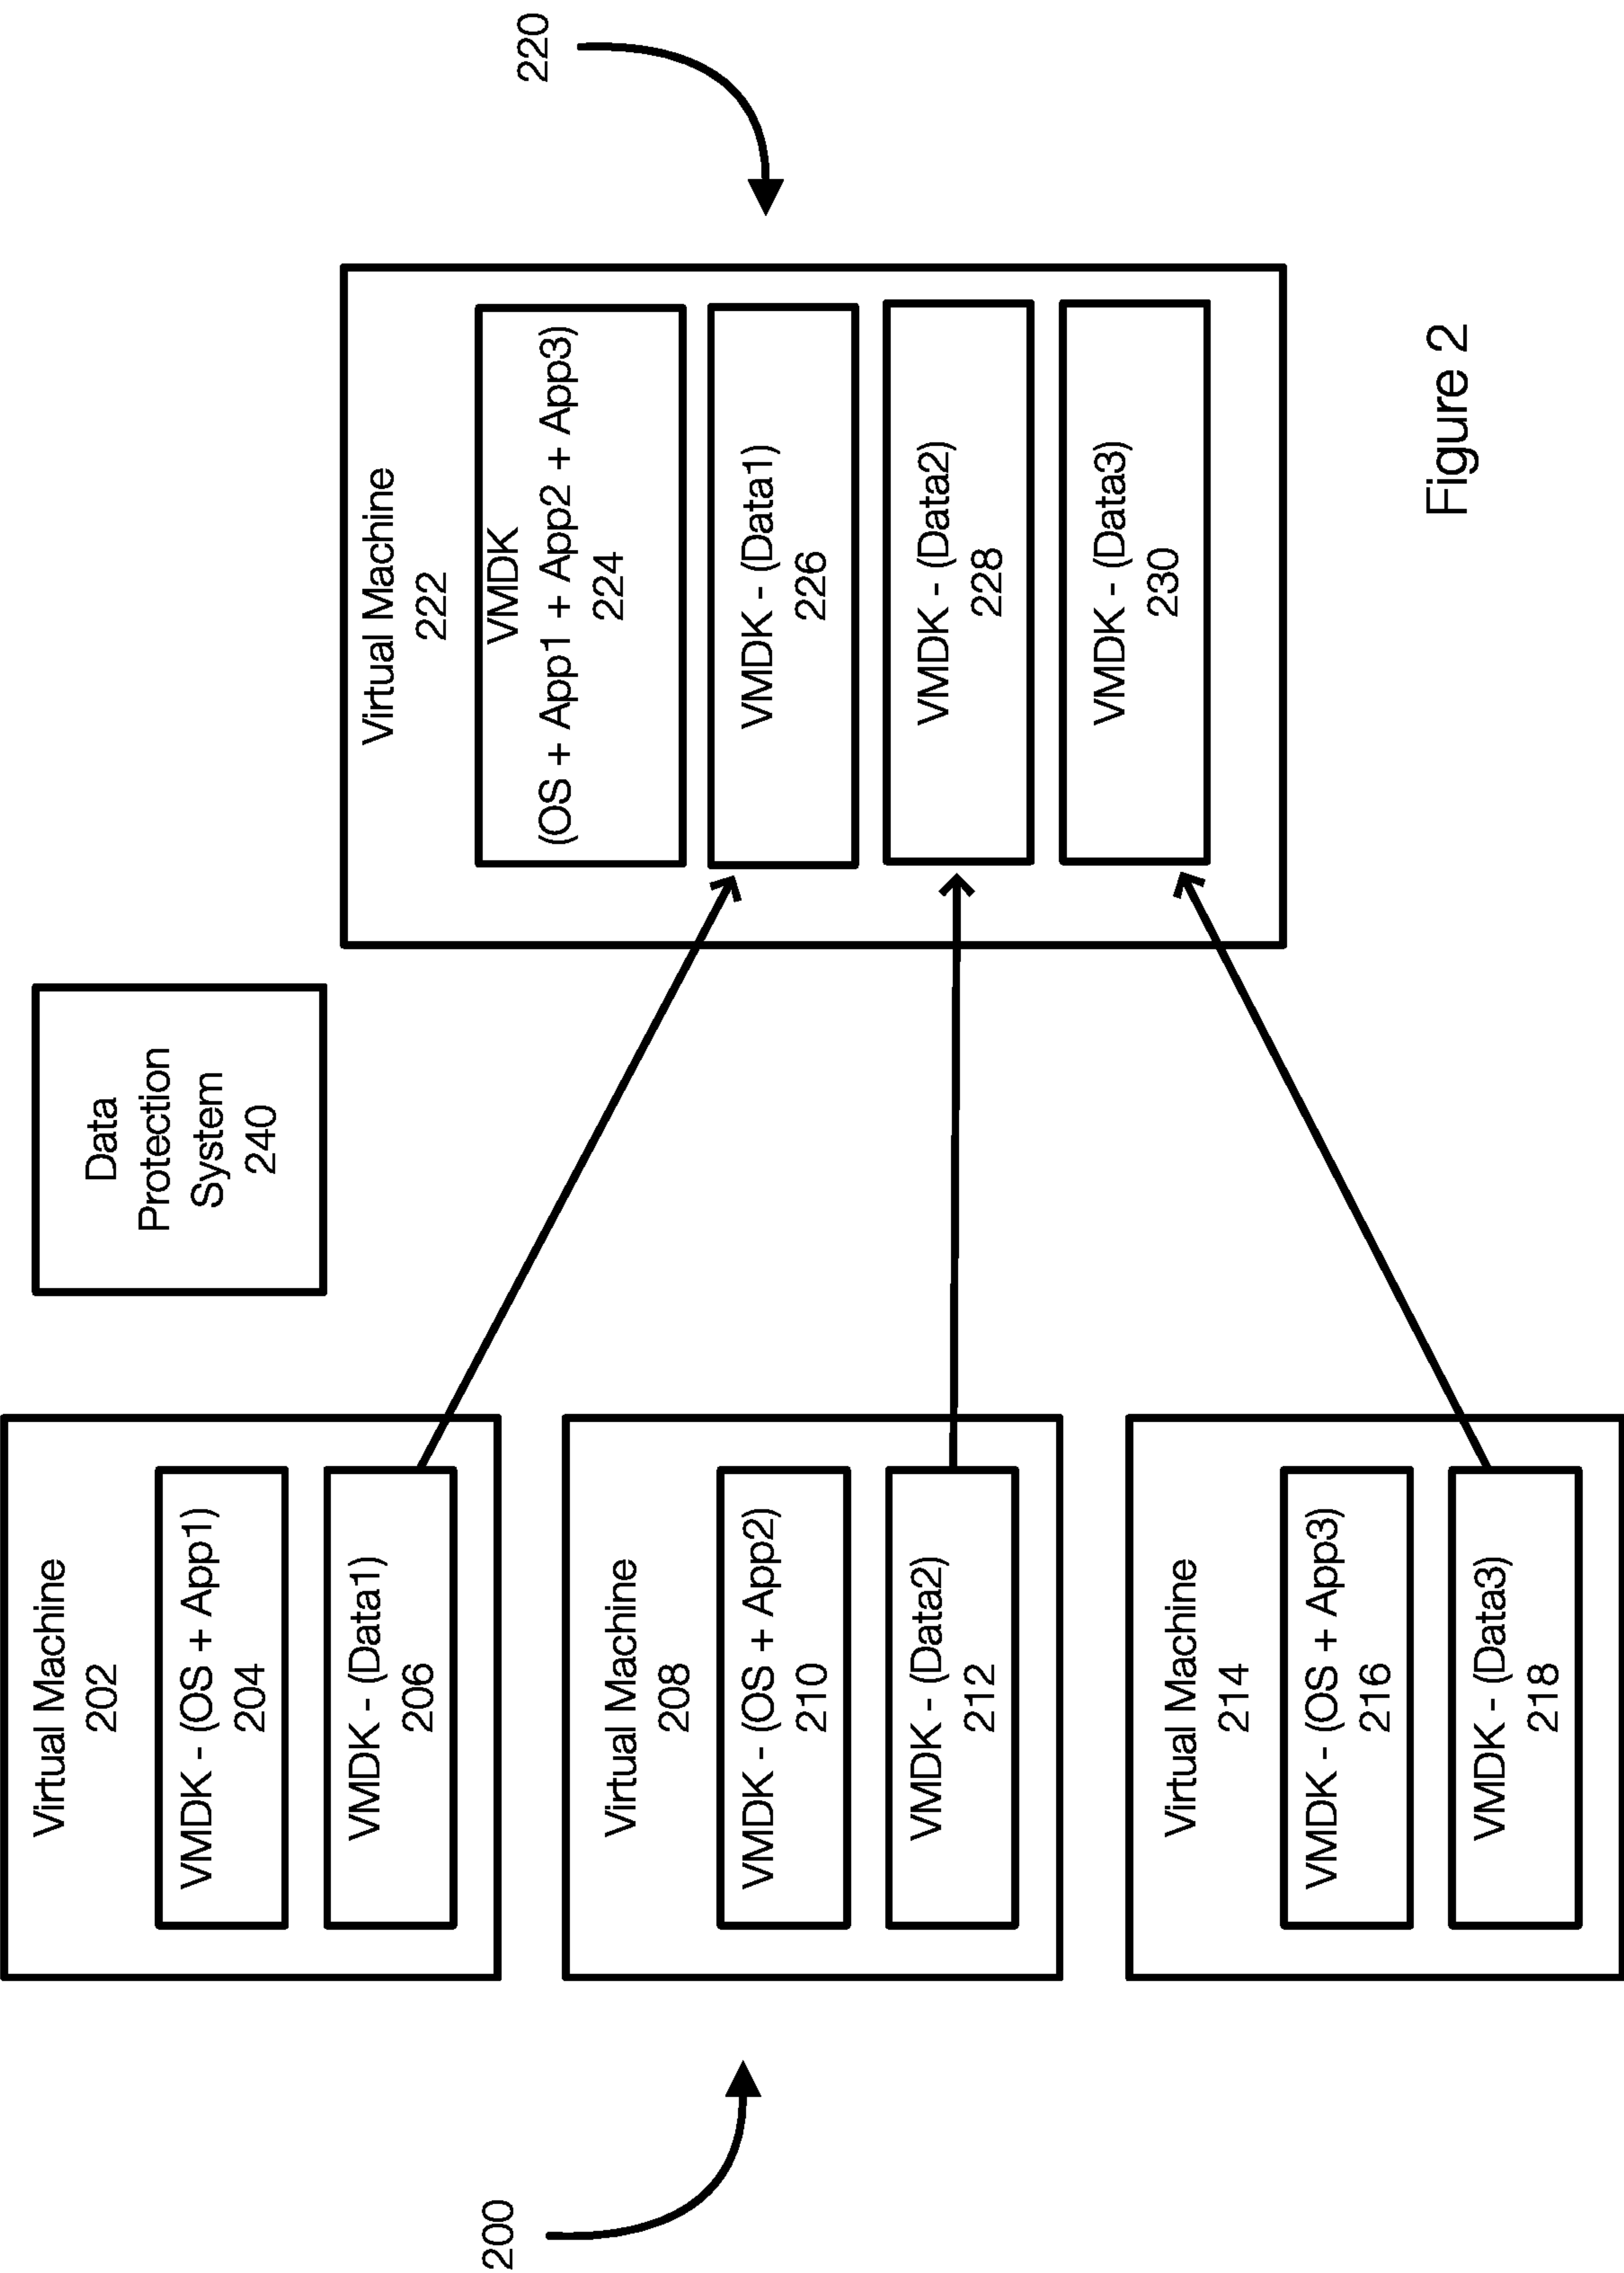 200
Virtual Machine
202
VMDK - (OS + App1)
204
VMDK - (Data1)
206
Virtual Machine
208
VMDK - (OS + App2)
210
VMDK - (Data2)
212
Virtual Machine
214
VMDK - (OS + App3)
216
VMDK - (Data3)
218
Data
Protection
System
240
Virtual Machine
222
VMDK
(OS + App1 + App2 + App3)
224
VMDK - (Data1)
226
VMDK - (Data2)
228
VMDK - (Data3)
230
220
Figure 2